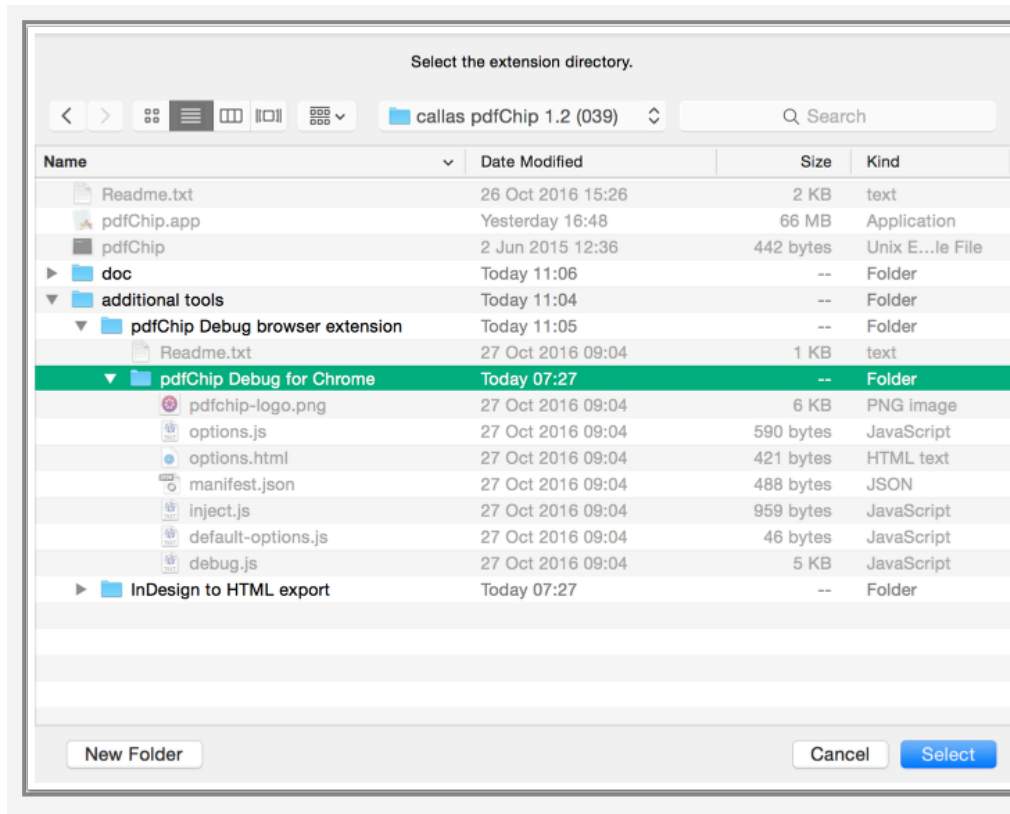 Select the extension directory.
callas pdfChip 1.2 (039) Search
Name Date Modified Size Kind
Readme.txt 26 Oct 2016 15:26 2 KB text
pdfChip.app Yesterday 16:48 66 MB Application
pdfChip 2 Jun 2015 12:36 442 bytes Unix E...le File
doc Today 11:06 -- Folder
additional tools Today 11:04 -- Folder
pdfChip Debug browser extension Today 11:05 -- Folder
Readme.txt 27 Oct 2016 09:04 1 KB text
pdfChip Debug for Chrome Today 07:27 -- Folder
pdfchip-logo.png 27 Oct 2016 09:04 6 KB PNG image
options.js 27 Oct 2016 09:04 590 bytes JavaScript
options.html 27 Oct 2016 09:04 421 bytes HTML text
manifest.json 27 Oct 2016 09:04 488 bytes JSON
inject.js 27 Oct 2016 09:04 959 bytes JavaScript
default-options.js 27 Oct 2016 09:04 46 bytes JavaScript
debug.js 27 Oct 2016 09:04 5 KB JavaScript
InDesign to HTML export Today 07:27 -- Folder
New Folder Cancel Select